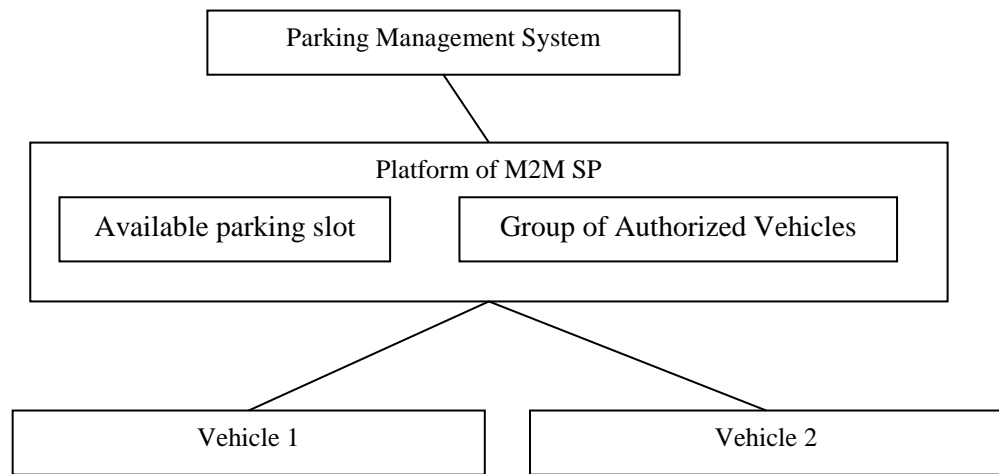 Parking Management System
Platform of M2M SP
Available parking slot
Group of Authorized Vehicles
Vehicle 1
Vehicle 2